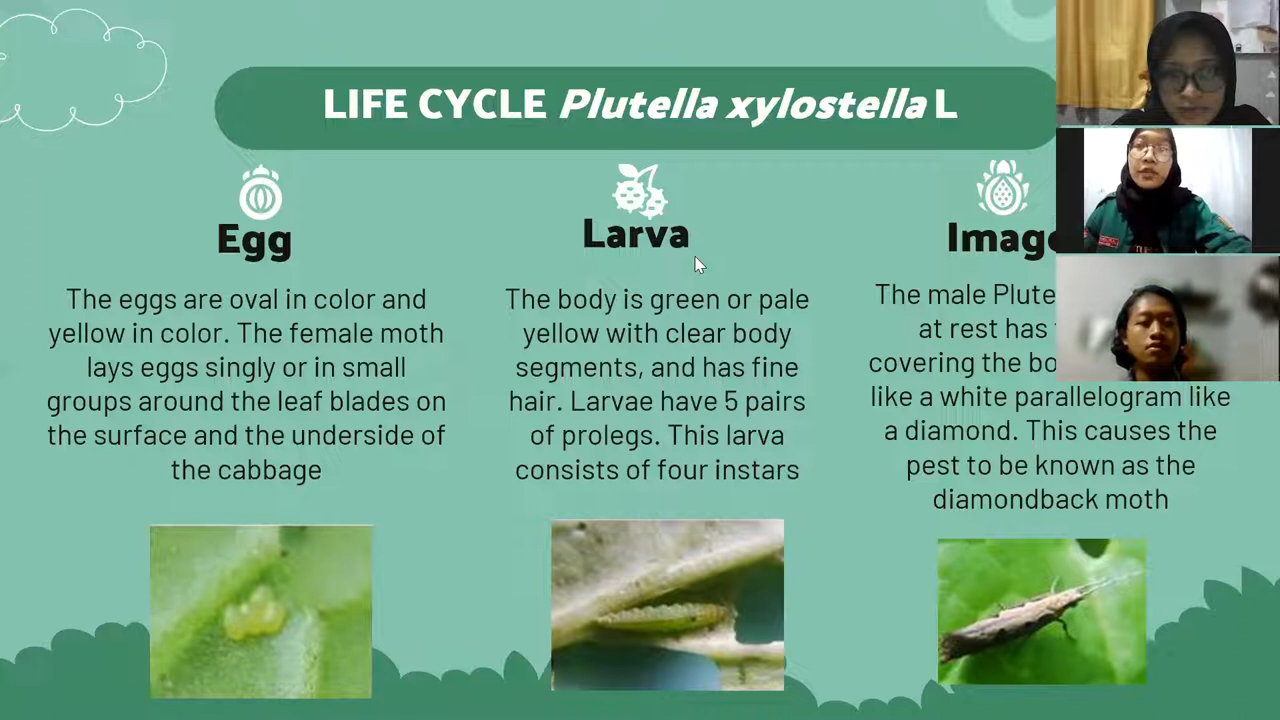 LIFE CYCLE Plutella xylostella L
Egg
The eggs are oval in color and
yellow in color. The female moth
lays eggs singly or in small
groups around the leaf blades on
the surface and the underside of
the cabbage
Larva
The body is green or pale
yellow with clear body
segments, and has fine
hair. Larvae have 5 pairs
of prolegs. This larva
consists of four instars
The male
at rest has
covering the
like a white parallelogram like
a diamond. This causes the
pest to be known as the
diamondback moth